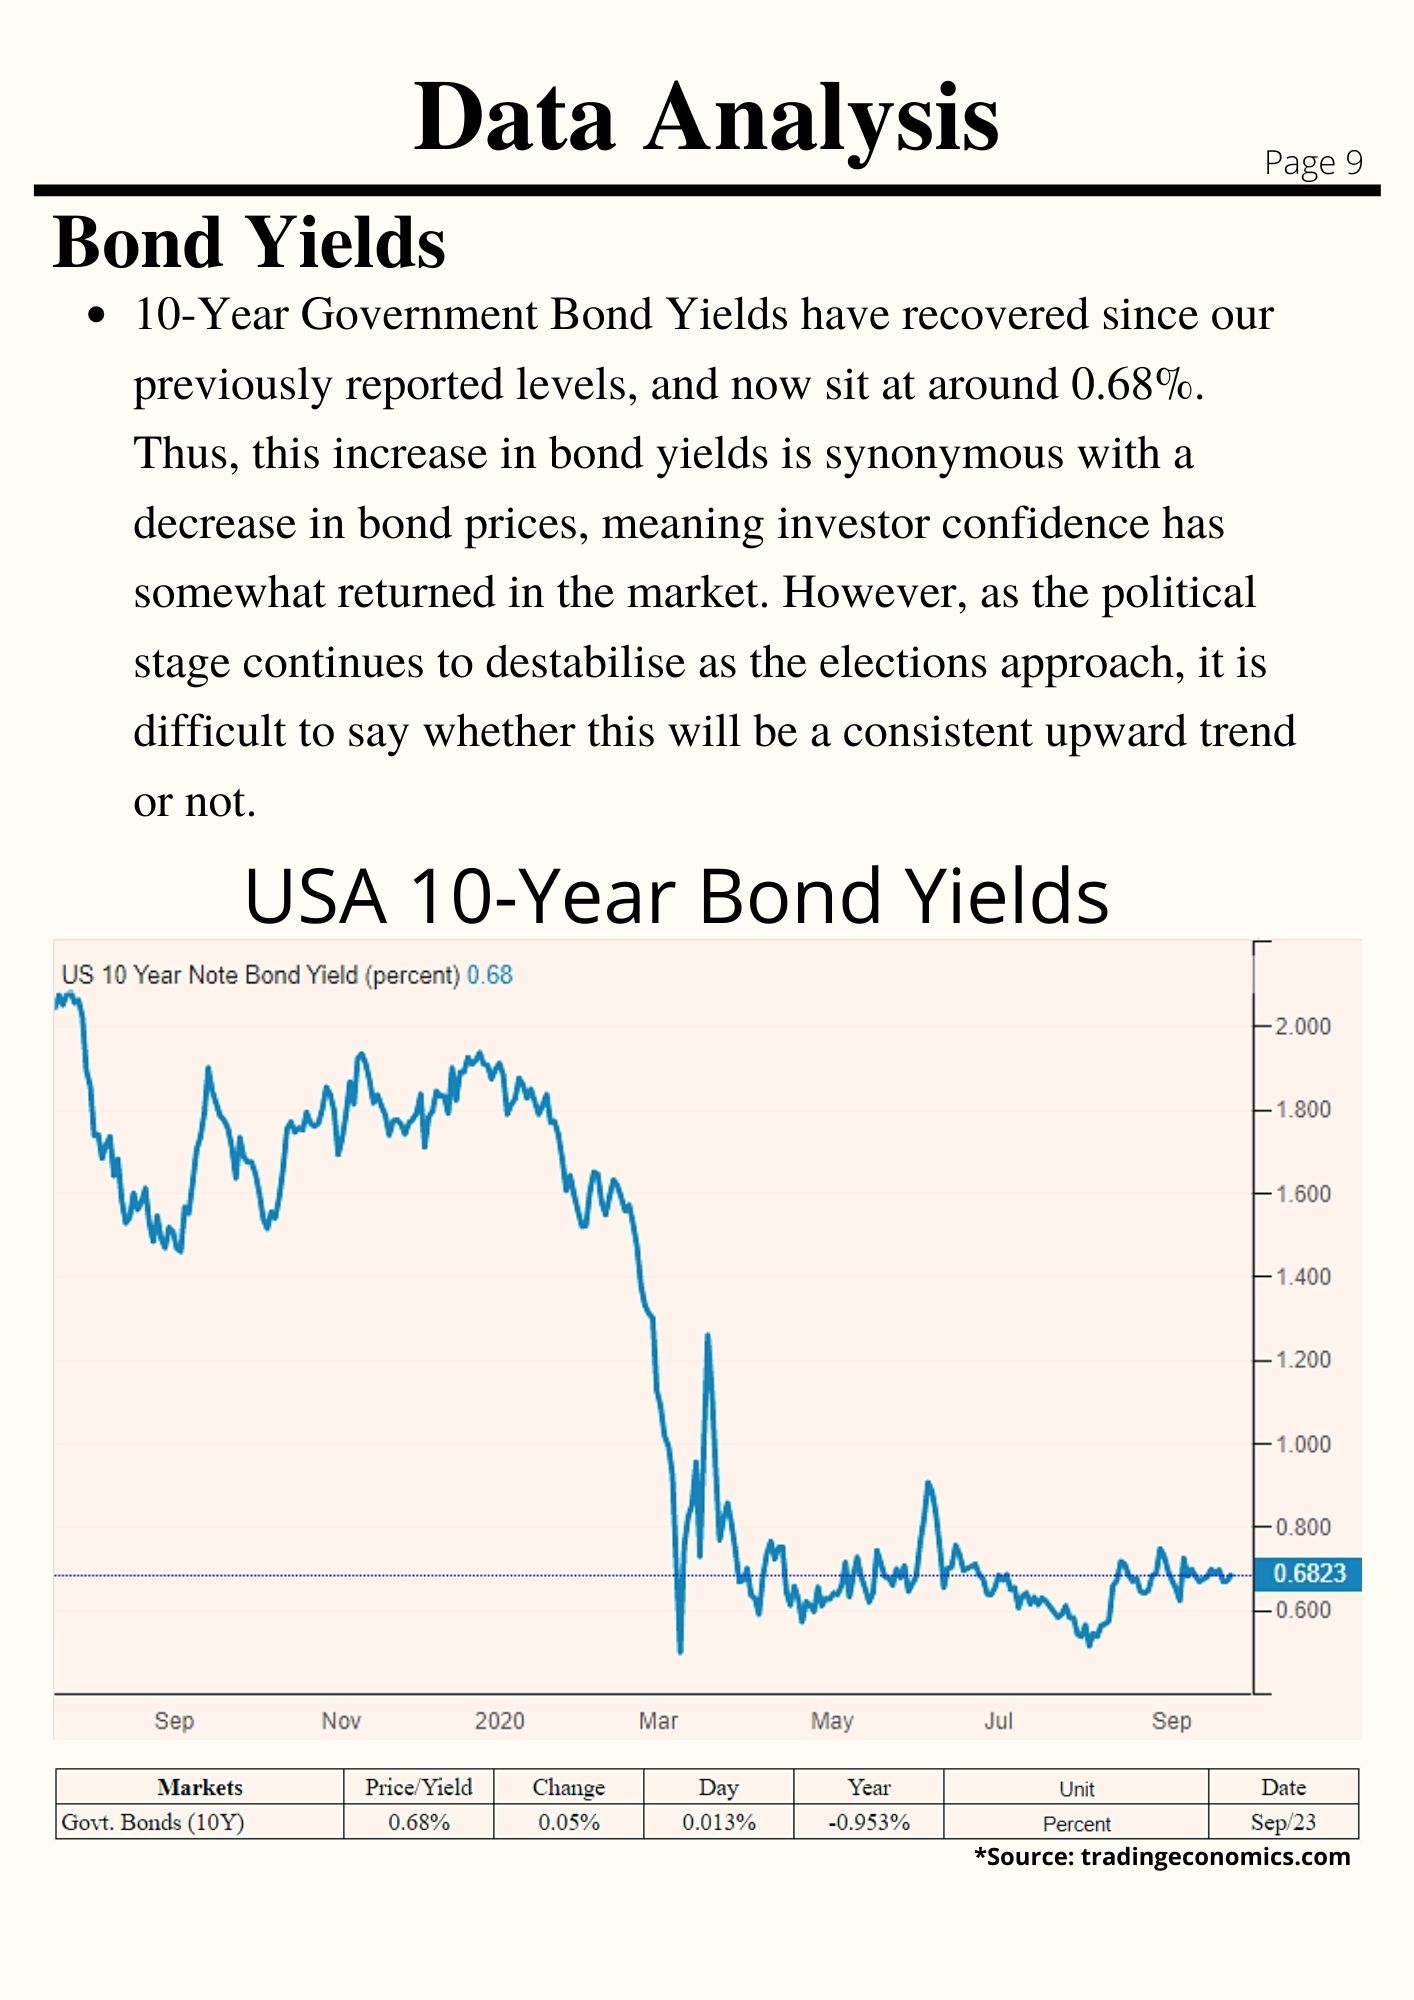 Data Analysis
Page 9
Bond Yields
• 10-Year Government Bond Yields have recovered since our
previously reported levels, and now sit at around 0.68%.
Thus, this increase in bond yields is synonymous with a
decrease in bond prices, meaning investor confidence has
somewhat returned in the market. However, as the political
stage continues to destabilise as the elections approach, it is
difficult to say whether this will be a consistent upward trend
or not.
USA 10-Year Bond Yields
US 10 Year Note Bond Yield (percent) 0.68
2.000
1.800
1.600
1.400
1.200
1.000
0.800
0.6823
0.600
Sep Nov 2020 Mar May Jul Sep
Markets Price/Yield Change Day Year Unit Date
Govt. Bonds (10Y) 0.68% 0.05% 0.013% -0.953% Percent Sep/23
*Source: tradingeconomics.com